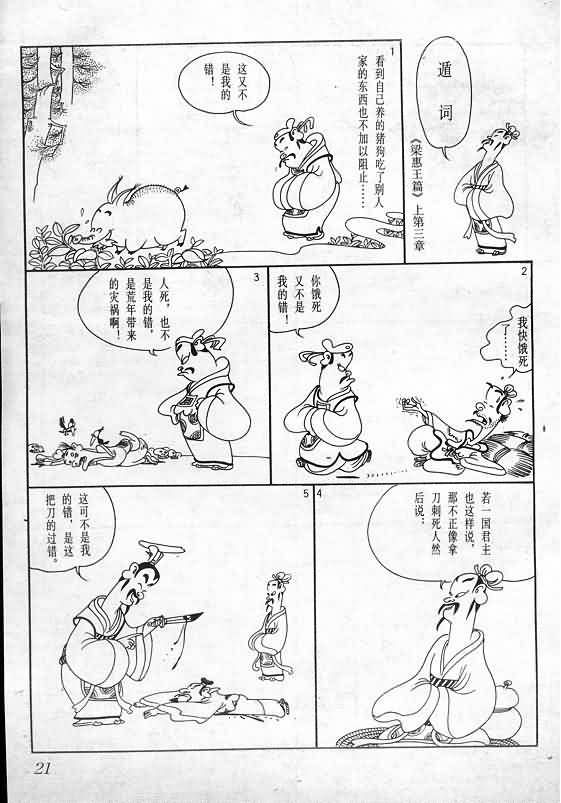 遁词
《梁惠王篇》上第三章
1
看到自己养的猪狗吃了别人
家的东西也不加以阻止……
这又不
是我的
错！
2
我快饿死
……
你饿死
又不是
我的错！
3
人死，也不
是我的错，
是荒年带来
的灾祸啊！
4
若一国君主
也这样说，
那不正像拿
刀刺死人然
后说：
5
这可不是我
的错，是这
把刀的过错。
21